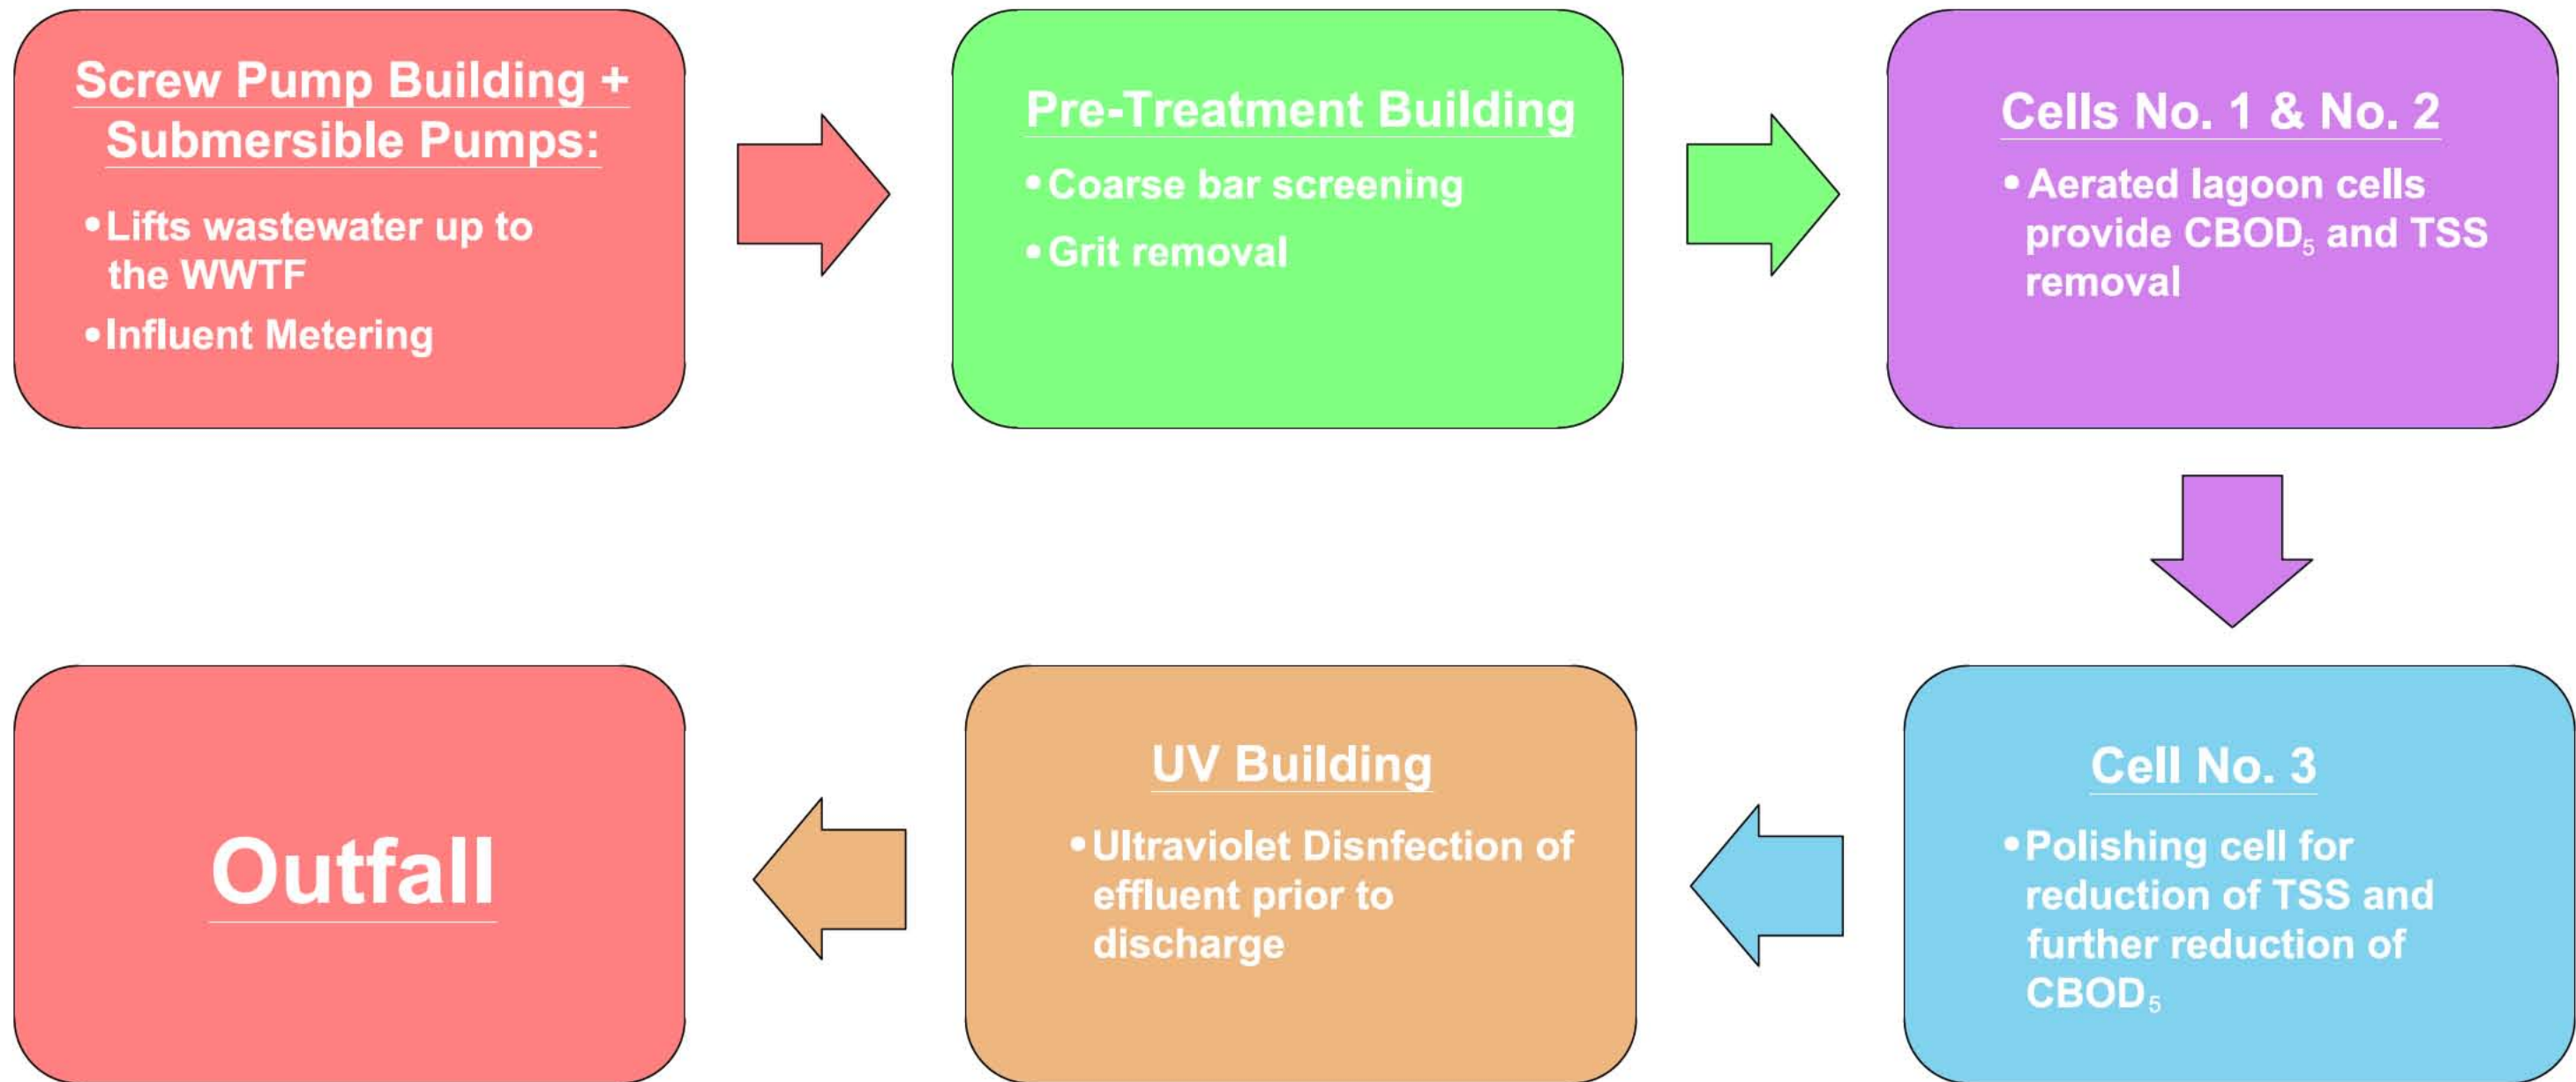 Screw Pump Building +
Submersible Pumps:
•Lifts wastewater up to
the WWTF
•Influent Metering
Pre-Treatment Building
•Coarse bar screening
•Grit removal
Cells No. 1 & No. 2
•Aerated lagoon cells
provide CBOD₅ and TSS
removal
Cell No. 3
•Polishing cell for
reduction of TSS and
further reduction of
CBOD₅
UV Building
•Ultraviolet Disnfection of
effluent prior to
discharge
Outfall